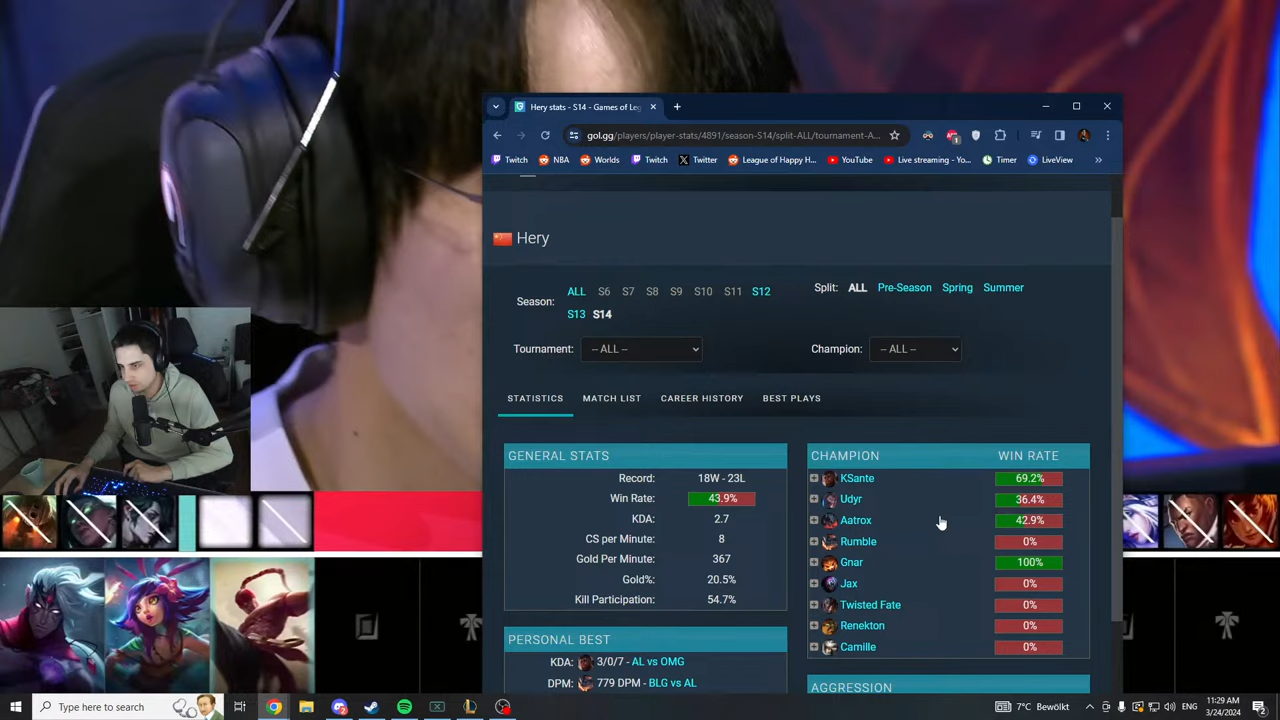 Hery stats - S14 - Games of Leg
gol.gg/players/player-stats/4891/season-S14/split-ALL/tournament-A...
Twitch NBA Worlds Twitch Twitter League of Happy H... YouTube Live streaming - Yo... Timer LiveView »
Hery
Season: ALL S6 S7 S8 S9 S10 S11 S12
S13 S14
Split: ALL Pre-Season Spring Summer
Tournament: -- ALL --
Champion: -- ALL --
STATISTICS MATCH LIST CAREER HISTORY BEST PLAYS
GENERAL STATS
Record: 18W - 23L
Win Rate: 43.9%
KDA: 2.7
CS per Minute: 8
Gold Per Minute: 367
Gold%: 20.5%
Kill Participation: 54.7%
PERSONAL BEST
KDA: 3/0/7 - AL vs OMG
DPM: 779 DPM - BLG vs AL
CHAMPION WIN RATE
KSante 69.2%
Udyr 36.4%
Aatrox 42.9%
Rumble 0%
Gnar 100%
Jax 0%
Twisted Fate 0%
Renekton 0%
Camille 0%
AGGRESSION
Type here to search
7°C Bewölkt
ENG
11:29 AM
3/24/2024
2
1